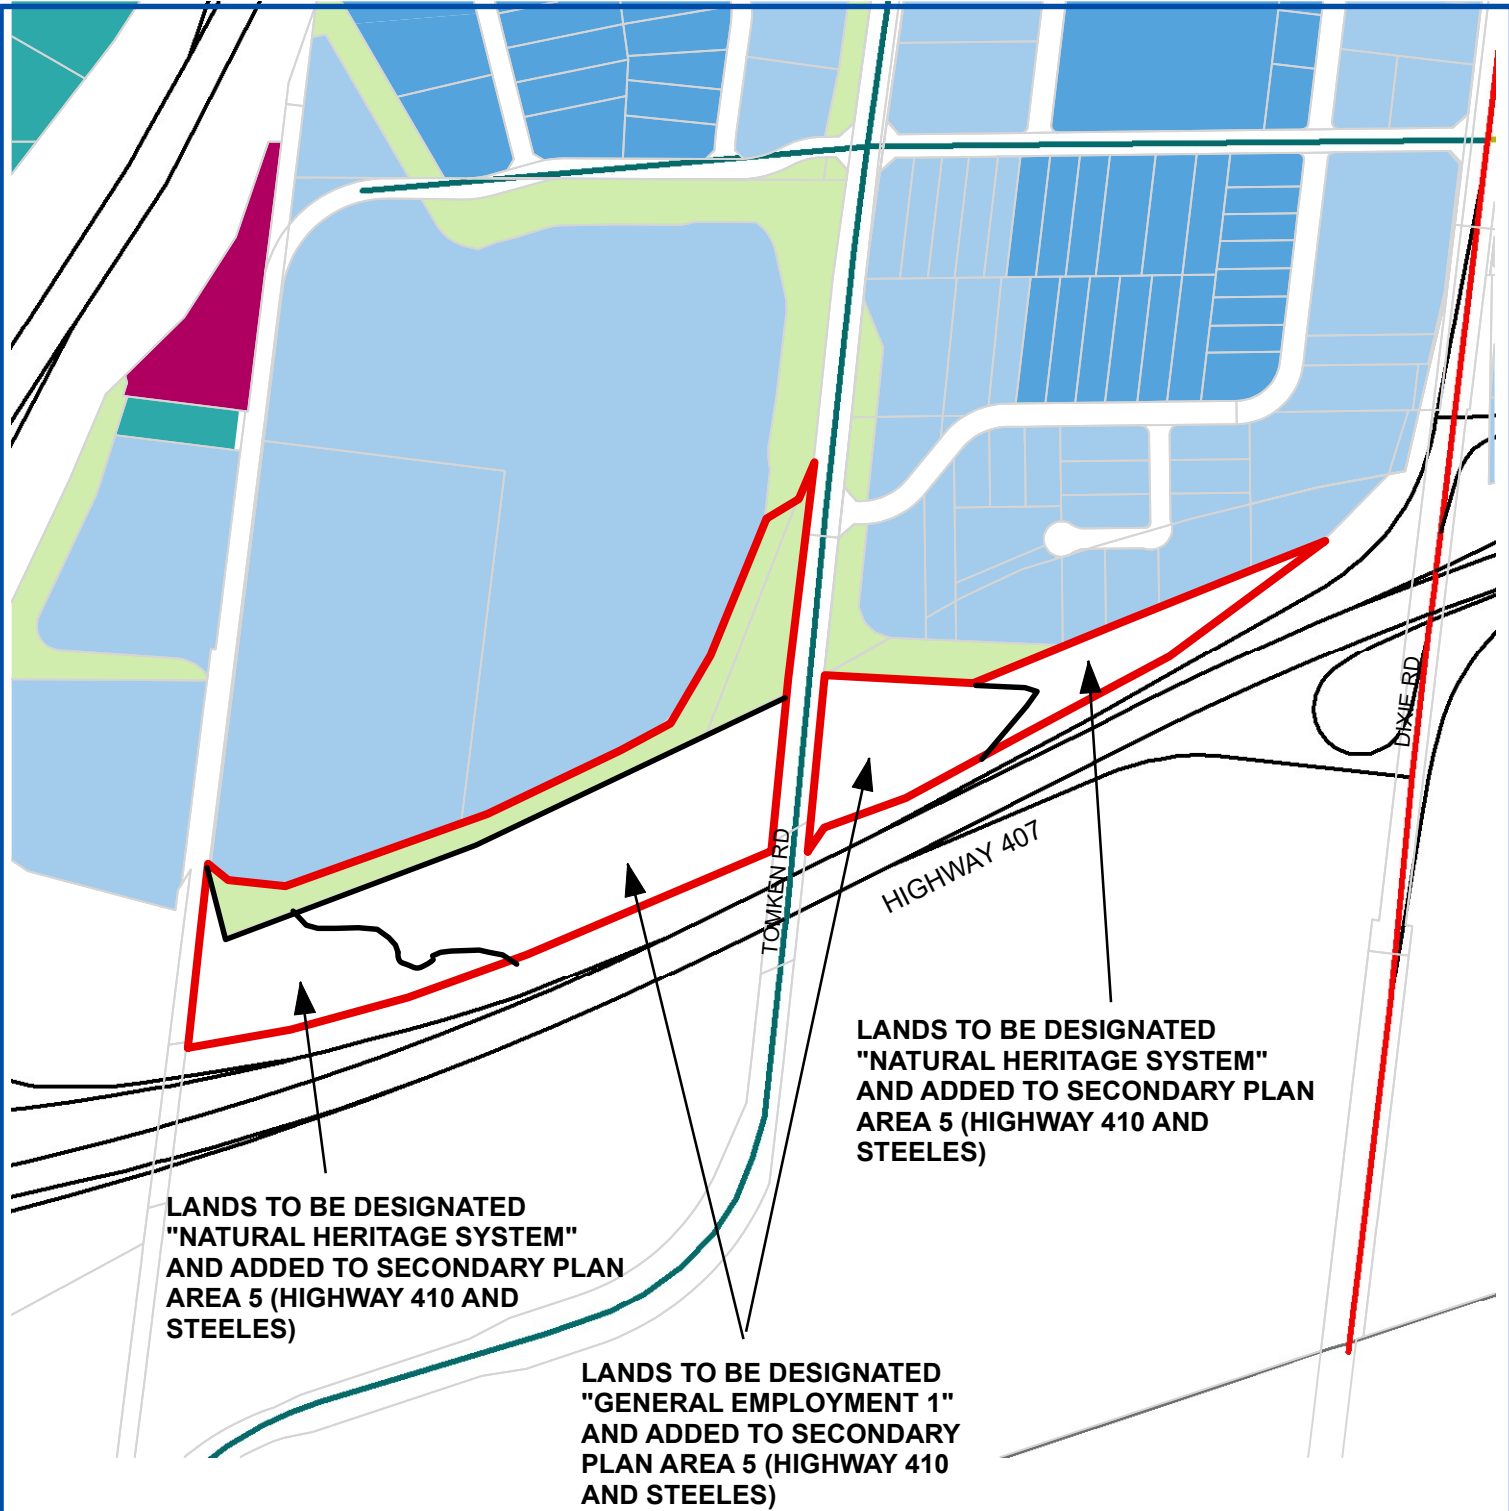 DIXIE RD
TOMKEN RD
HIGHWAY 407
LANDS TO BE DESIGNATED
"NATURAL HERITAGE SYSTEM"
AND ADDED TO SECONDARY PLAN
AREA 5 (HIGHWAY 410 AND
STEELES)
LANDS TO BE DESIGNATED
"NATURAL HERITAGE SYSTEM"
AND ADDED TO SECONDARY PLAN
AREA 5 (HIGHWAY 410 AND
STEELES)
LANDS TO BE DESIGNATED
"GENERAL EMPLOYMENT 1"
AND ADDED TO SECONDARY
PLAN AREA 5 (HIGHWAY 410
AND STEELES)